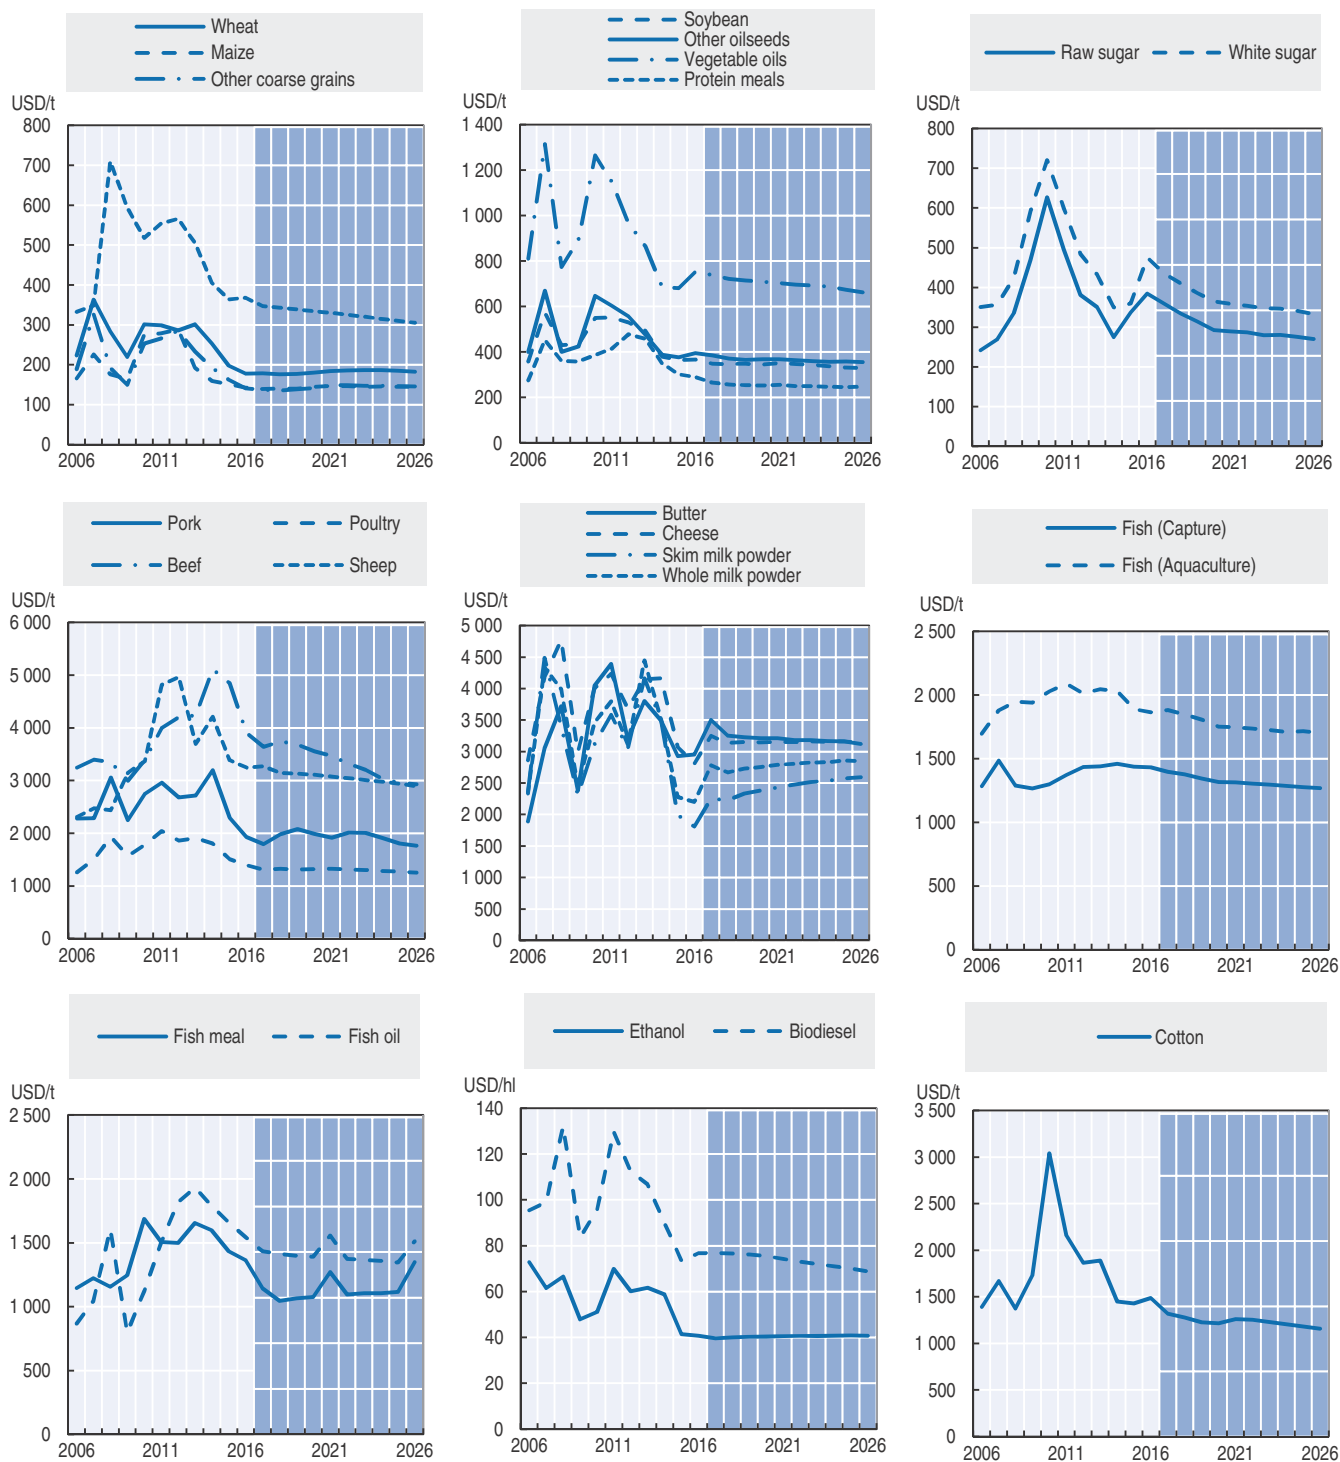 Wheat
Maize
Other coarse grains
USD/t
800
700
600
500
400
300
200
100
0
2006 2011 2016 2021 2026
Soybean
Other oilseeds
Vegetable oils
Protein meals
USD/t
1 400
1 200
1 000
800
600
400
200
0
2006 2011 2016 2021 2026
Raw sugar White sugar
USD/t
800
700
600
500
400
300
200
100
0
2006 2011 2016 2021 2026
Pork Poultry
Beef Sheep
USD/t
6 000
5 000
4 000
3 000
2 000
1 000
0
2006 2011 2016 2021 2026
Butter
Cheese
Skim milk powder
Whole milk powder
USD/t
5 000
4 500
4 000
3 500
3 000
2 500
2 000
1 500
1 000
500
0
2006 2011 2016 2021 2026
Fish (Capture)
Fish (Aquaculture)
USD/t
2 500
2 000
1 500
1 000
500
0
2006 2011 2016 2021 2026
Fish meal Fish oil
USD/t
2 500
2 000
1 500
1 000
500
0
2006 2011 2016 2021 2026
Ethanol Biodiesel
USD/hl
140
120
100
80
60
40
20
0
2006 2011 2016 2021 2026
Cotton
USD/t
3 500
3 000
2 500
2 000
1 500
1 000
500
0
2006 2011 2016 2021 2026